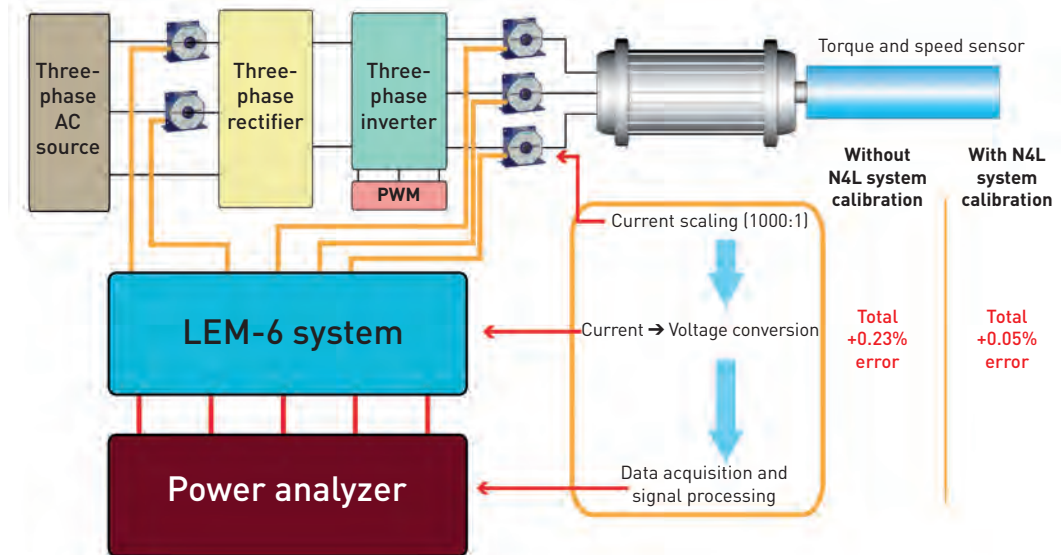 Three-
phase
AC
source
Three-
phase
rectifier
Three-
phase
inverter
PWM
Torque and speed sensor
Without
N4L system
calibration
With N4L
system
calibration
Current scaling (1000:1)
LEM-6 system
Current ➔ Voltage conversion
Total
+0.23%
error
Total
+0.05%
error
Power analyzer
Data acquisition and
signal processing